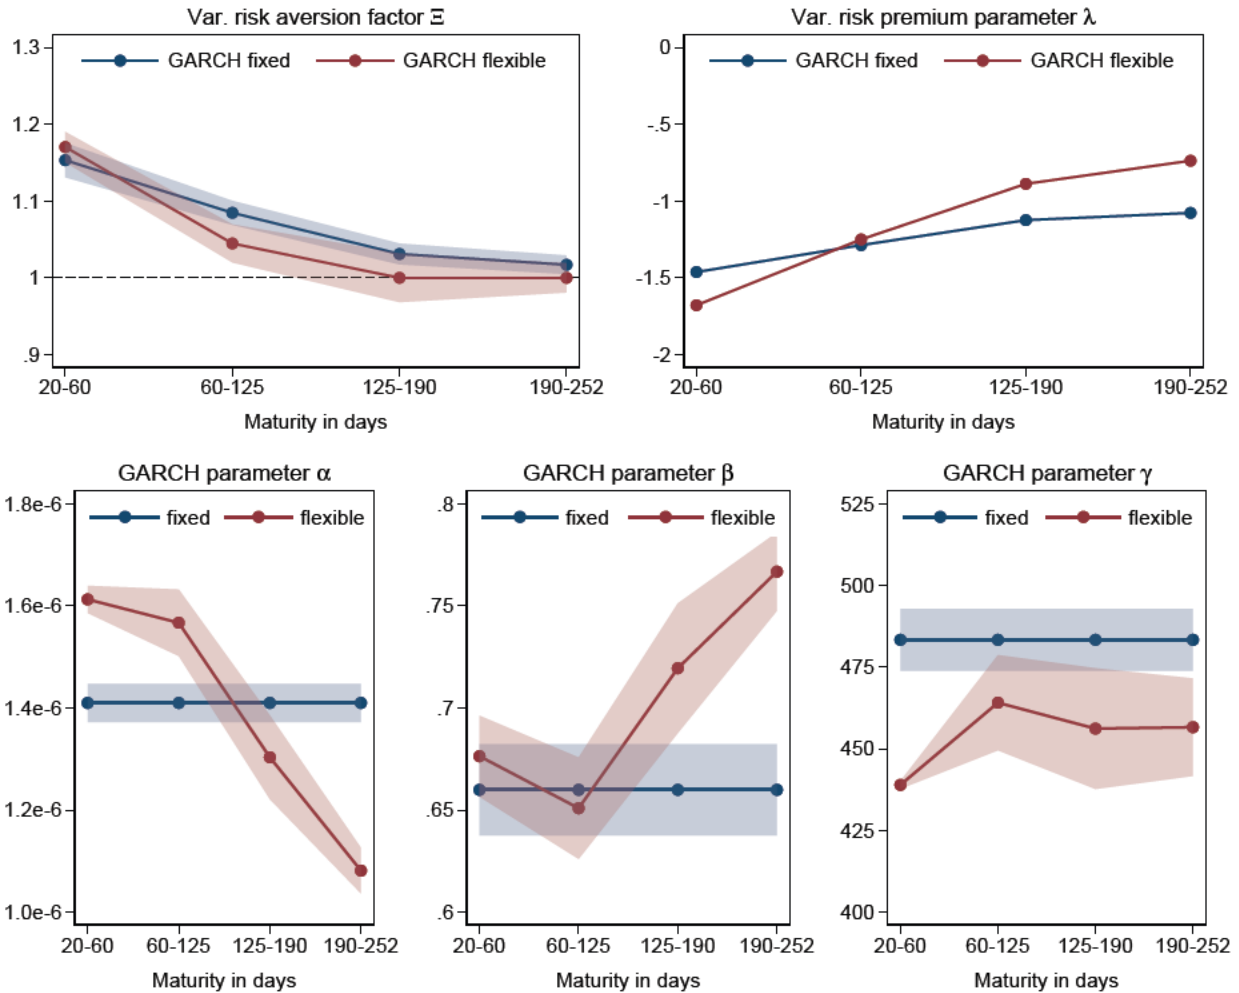 Var. risk aversion factor Ξ
GARCH fixed
GARCH flexible
1.3
1.2
1.1
1
.9
20-60
60-125
125-190
190-252
Maturity in days
Var. risk premium parameter λ
GARCH fixed
GARCH flexible
0
-.5
-1
-1.5
-2
20-60
60-125
125-190
190-252
Maturity in days
GARCH parameter α
fixed
flexible
1.8e-6
1.6e-6
1.4e-6
1.2e-6
1.0e-6
20-60
60-125
125-190
190-252
Maturity in days
GARCH parameter β
fixed
flexible
.8
.75
.7
.65
.6
20-60
60-125
125-190
190-252
Maturity in days
GARCH parameter γ
fixed
flexible
525
500
475
450
425
400
20-60
60-125
125-190
190-252
Maturity in days